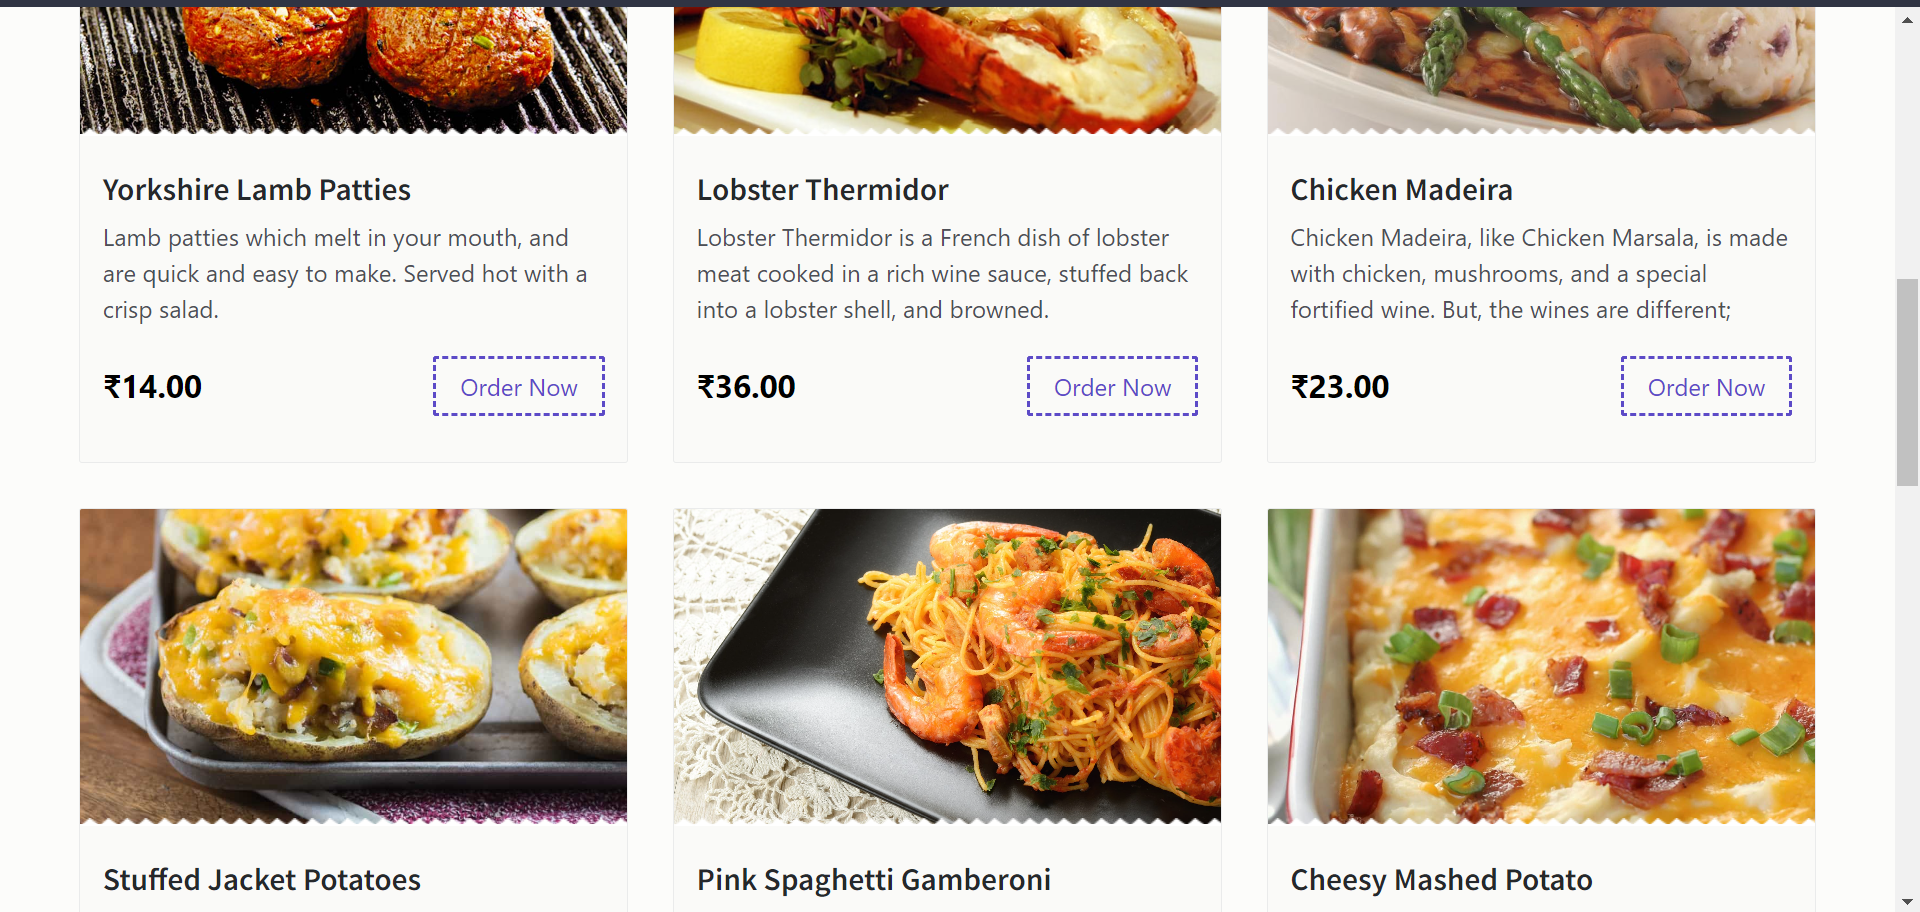 Yorkshire Lamb Patties
Lamb patties which melt in your mouth, and
are quick and easy to make. Served hot with a
crisp salad.
₹14.00
Order Now
Lobster Thermidor
Lobster Thermidor is a French dish of lobster
meat cooked in a rich wine sauce, stuffed back
into a lobster shell, and browned.
₹36.00
Order Now
Chicken Madeira
Chicken Madeira, like Chicken Marsala, is made
with chicken, mushrooms, and a special
fortified wine. But, the wines are different;
₹23.00
Order Now
Stuffed Jacket Potatoes
Pink Spaghetti Gamberoni
Cheesy Mashed Potato